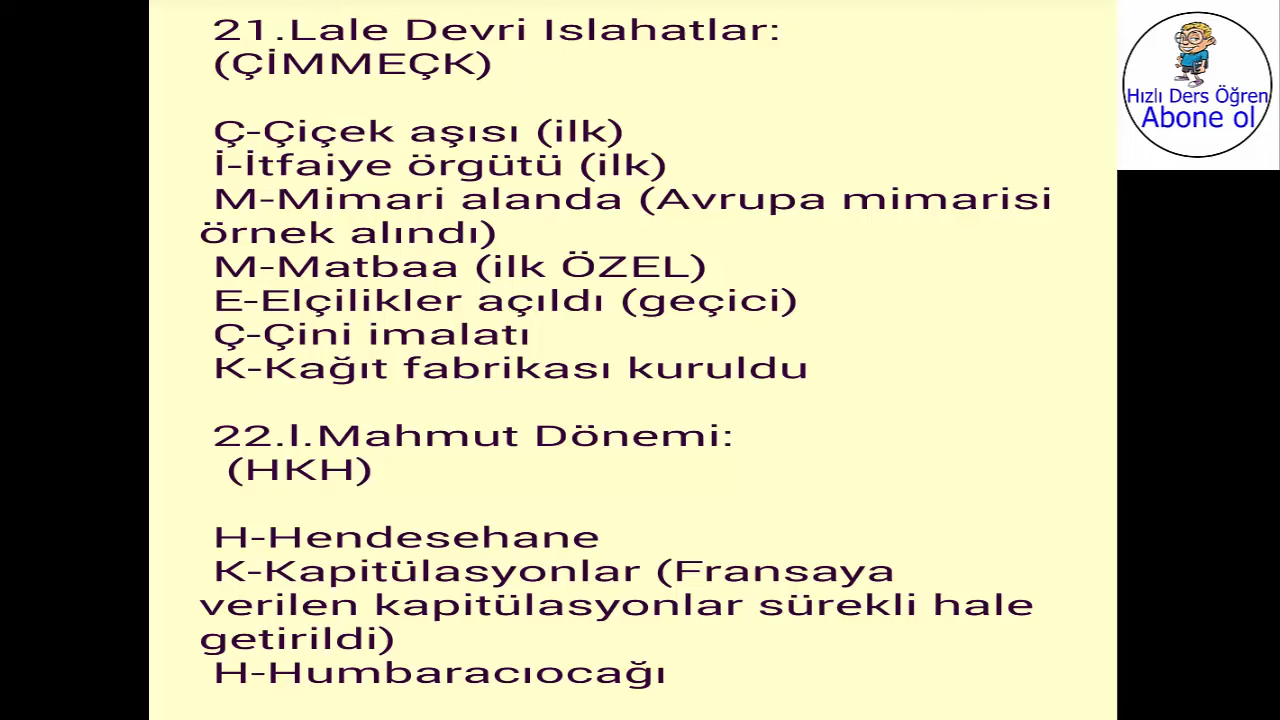 21.Lale Devri Islahatlar:
(ÇİMMEÇK)
Ç-Çiçek aşısı (ilk)
İ-İtfaiye örgütü (ilk)
M-Mimari alanda (Avrupa mimarisi
örnek alındı)
M-Matbaa (ilk ÖZEL)
E-Elçilikler açıldı (geçici)
Ç-Çini imalatı
K-Kağıt fabrikası kuruldu
22.l.Mahmut Dönemi:
(HKH)
H-Hendesehane
K-Kapitülasyonlar (Fransaya
verilen kapitülasyonlar sürekli hale
getirildi)
H-Humbaracıocağı
Hızlı Ders Öğren
Abone ol